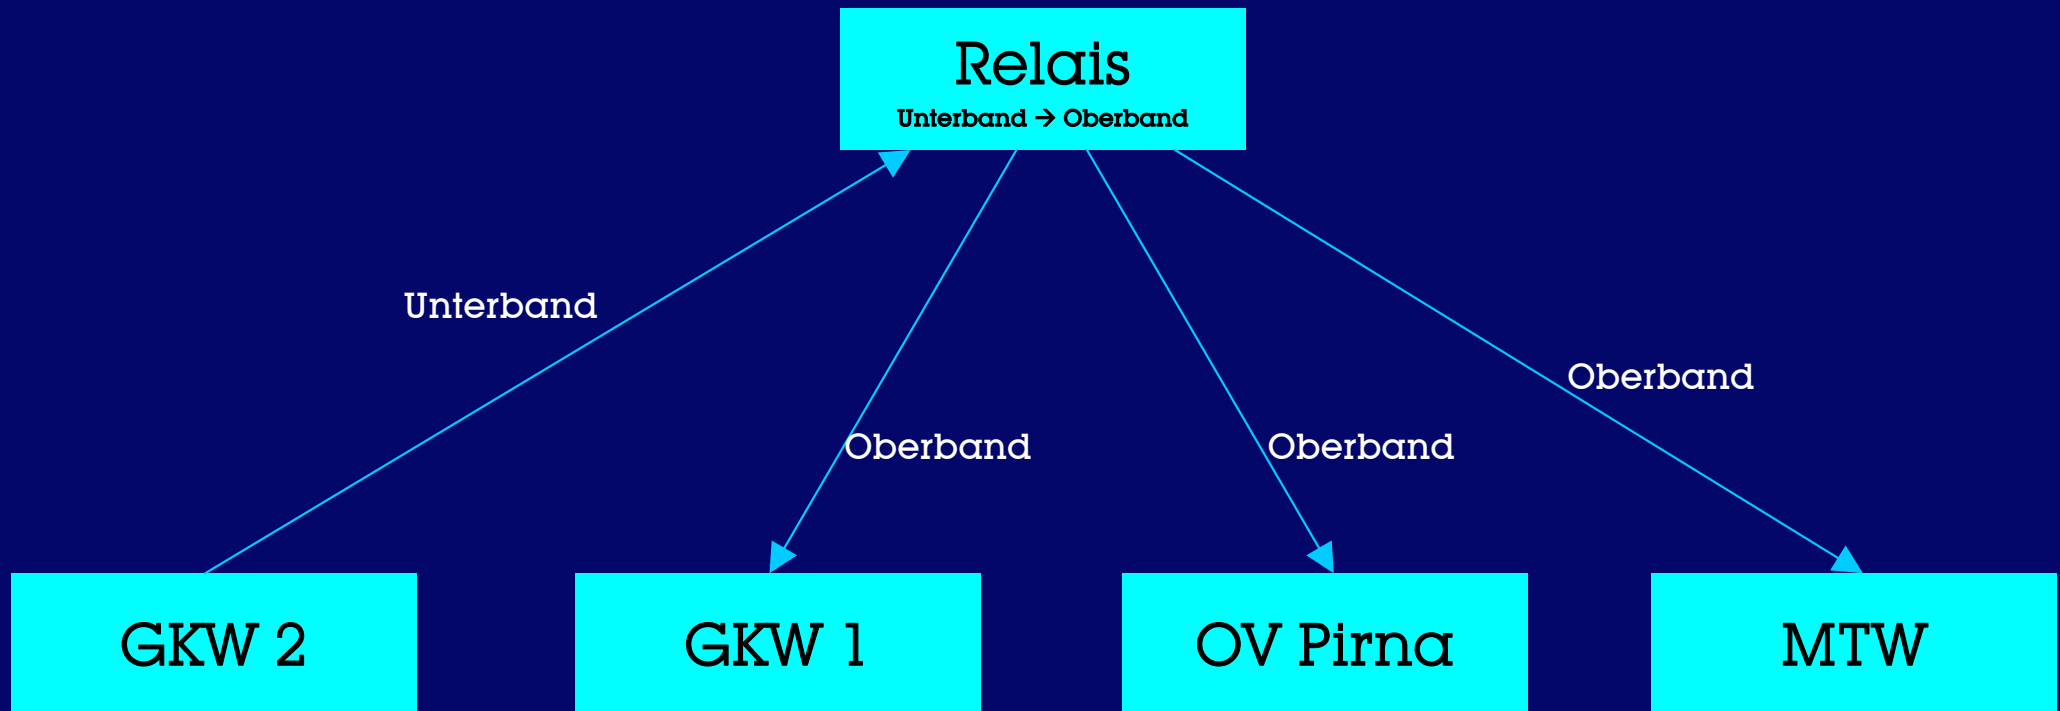 Relais
Unterband → Oberband
Unterband
Oberband
Oberband
Oberband
GKW 2
GKW 1
OV Pirna
MTW